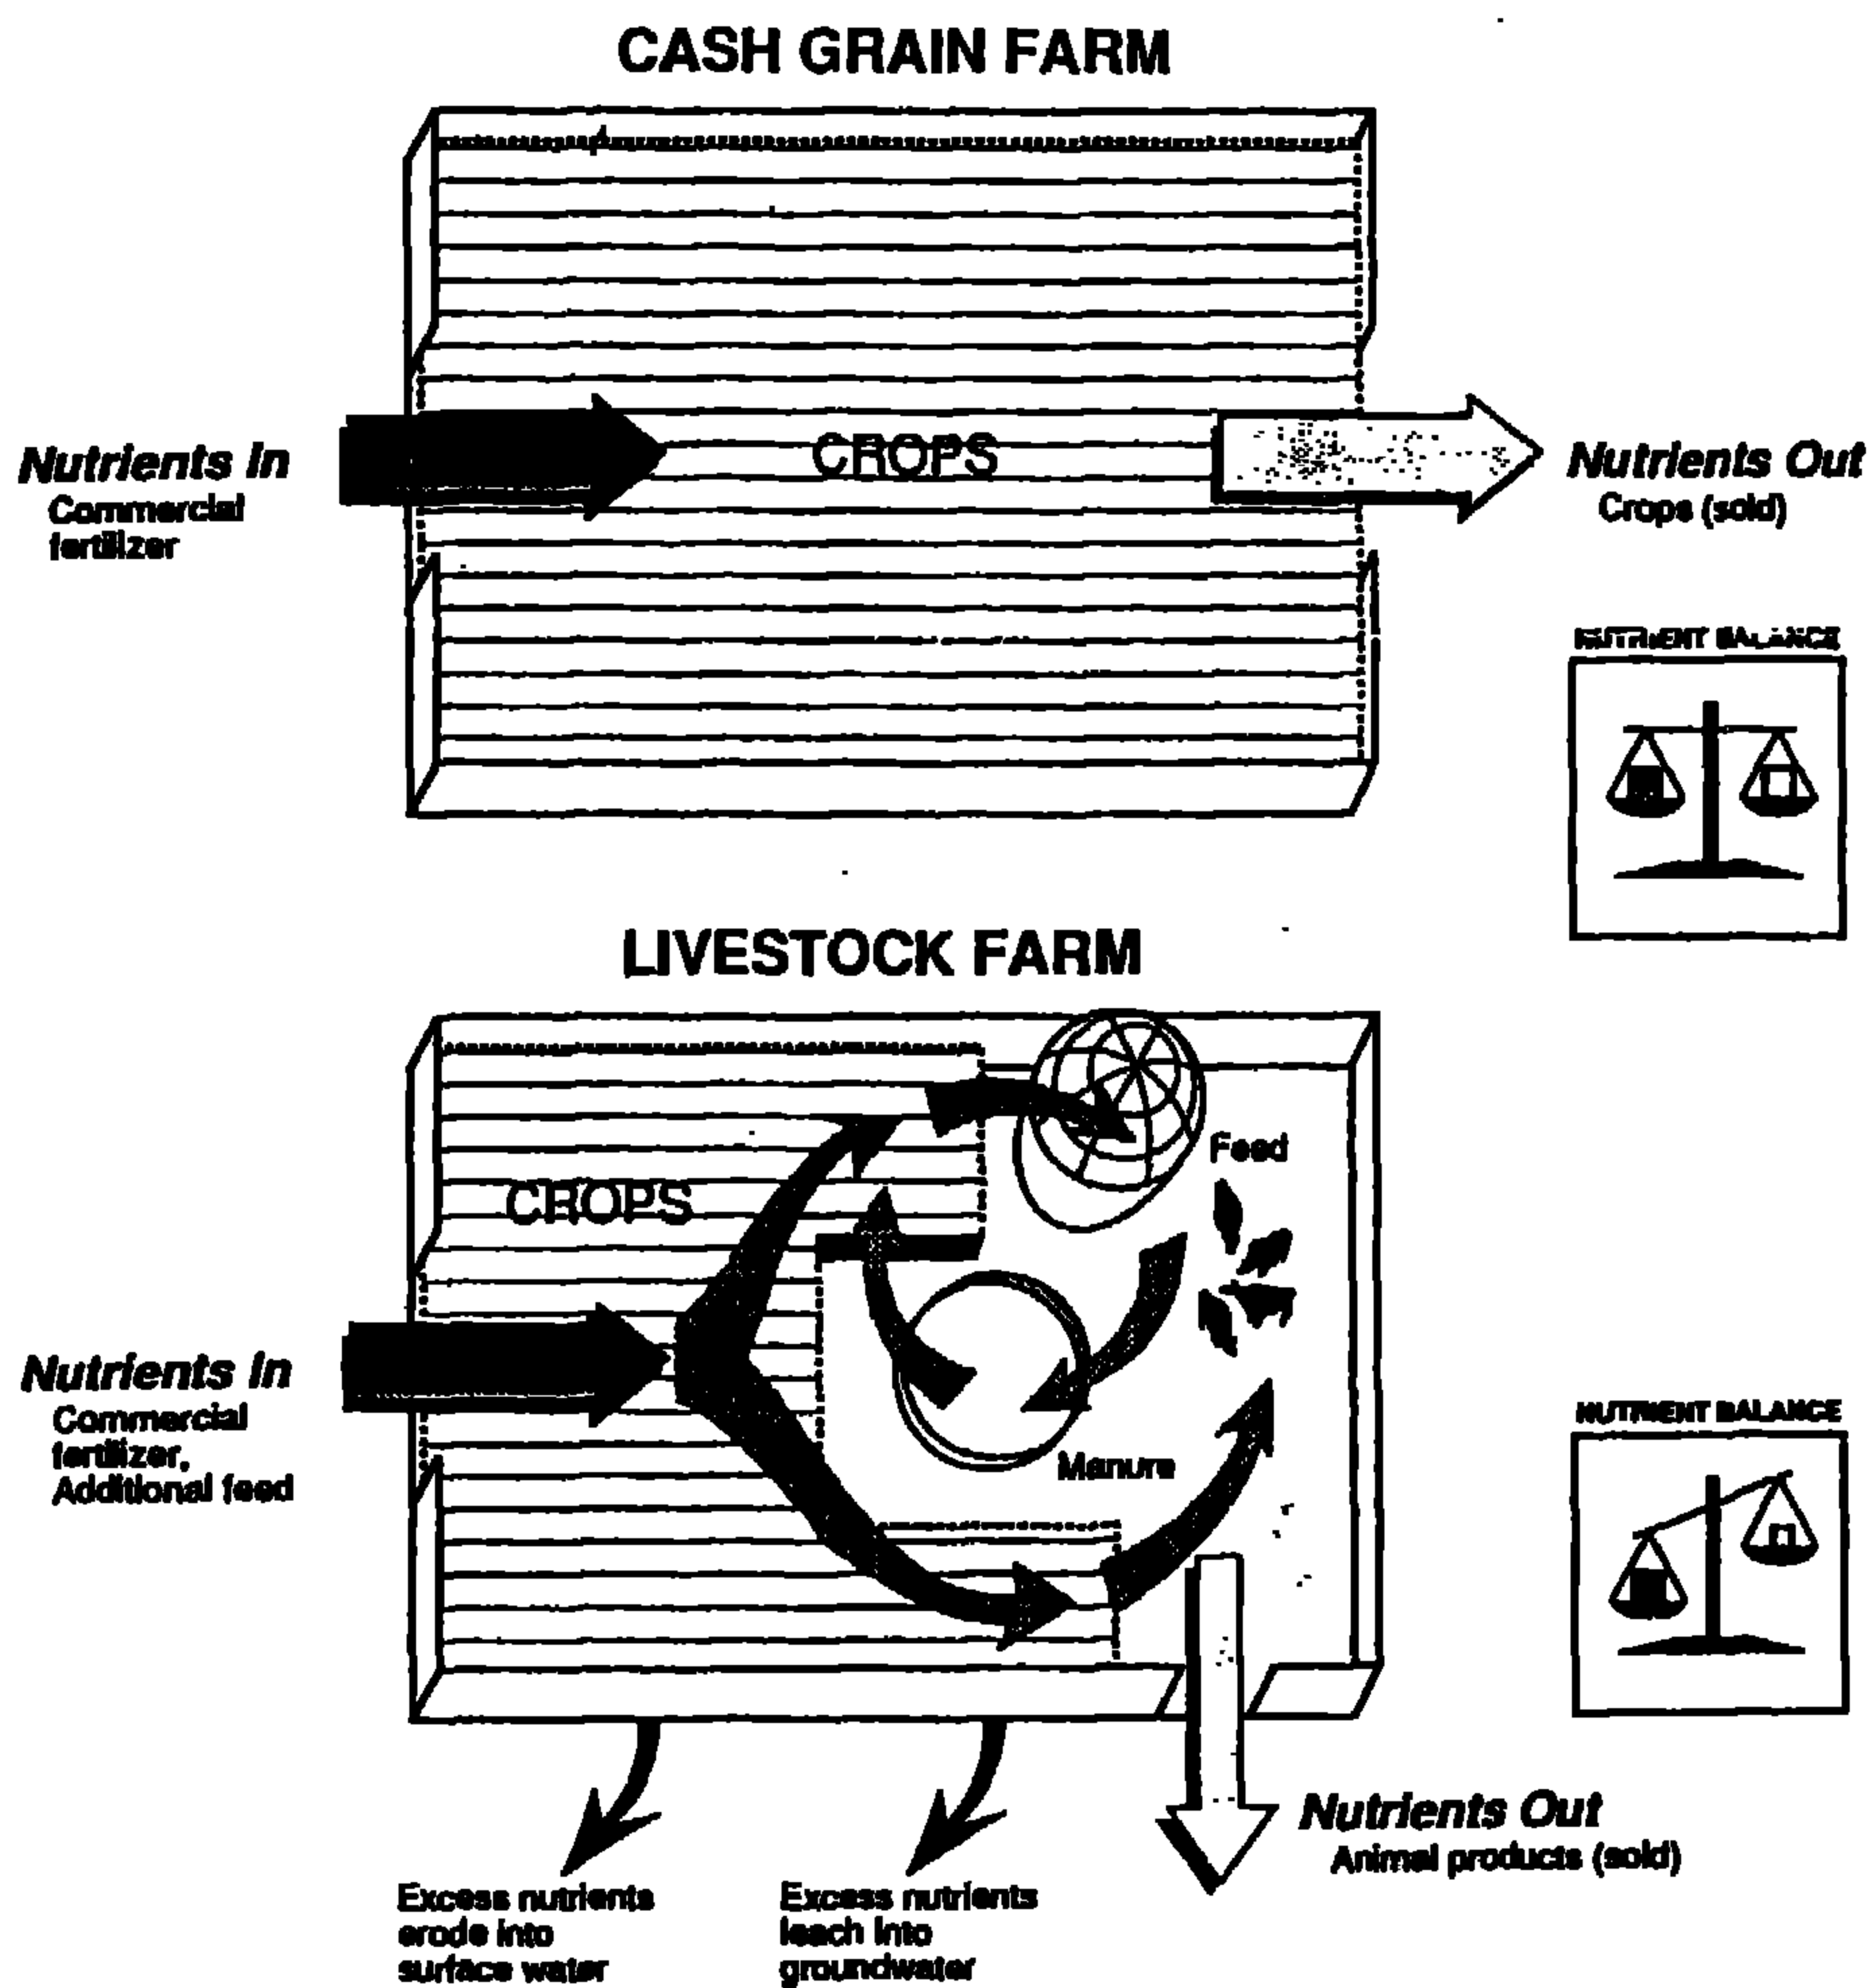 CASH GRAIN FARM
Nutrients In
Commercial
fertilizer
CROPS
Nutrients Out
Crops (sold)
NUTRIENT BALANCE
LIVESTOCK FARM
Feed
CROPS
Nutrients In
Commercial
fertilizer,
Additional feed
Manure
NUTRIENT BALANCE
Nutrients Out
Animal products (sold)
Excess nutrients
erode into
surface water
Excess nutrients
leach into
groundwater